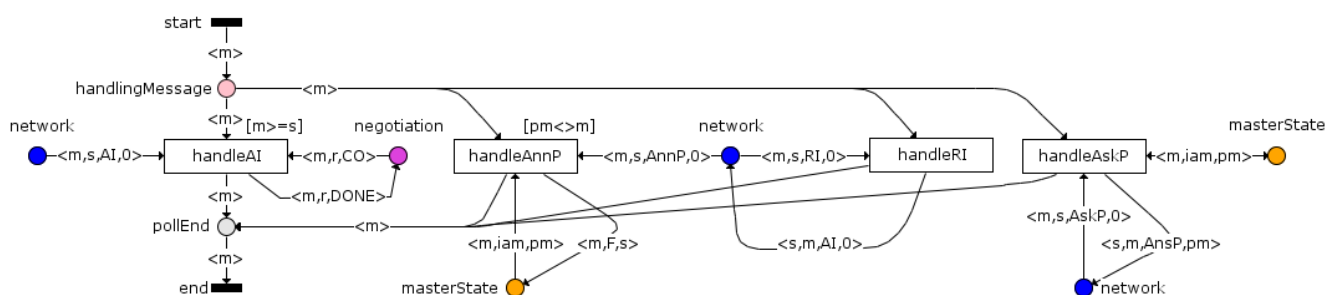 start
<m>
handlingMessage
<m>
<m>
network
[m>=s]
negotiation
[pm<>m]
network
masterState
<m,s,AI,0>
handleAI
<m,r,CO>
handleAnnP
<m,s,AnnP,0>
<m,s,RI,0>
handleRI
handleAskP
<m,iam,pm>
<m>
<m,r,DONE>
<m,s,AskP,0>
pollEnd
<m>
<m,iam,pm>
<m,F,s>
<s,m,AI,0>
<s,m,AnsP,pm>
<m>
end
masterState
network